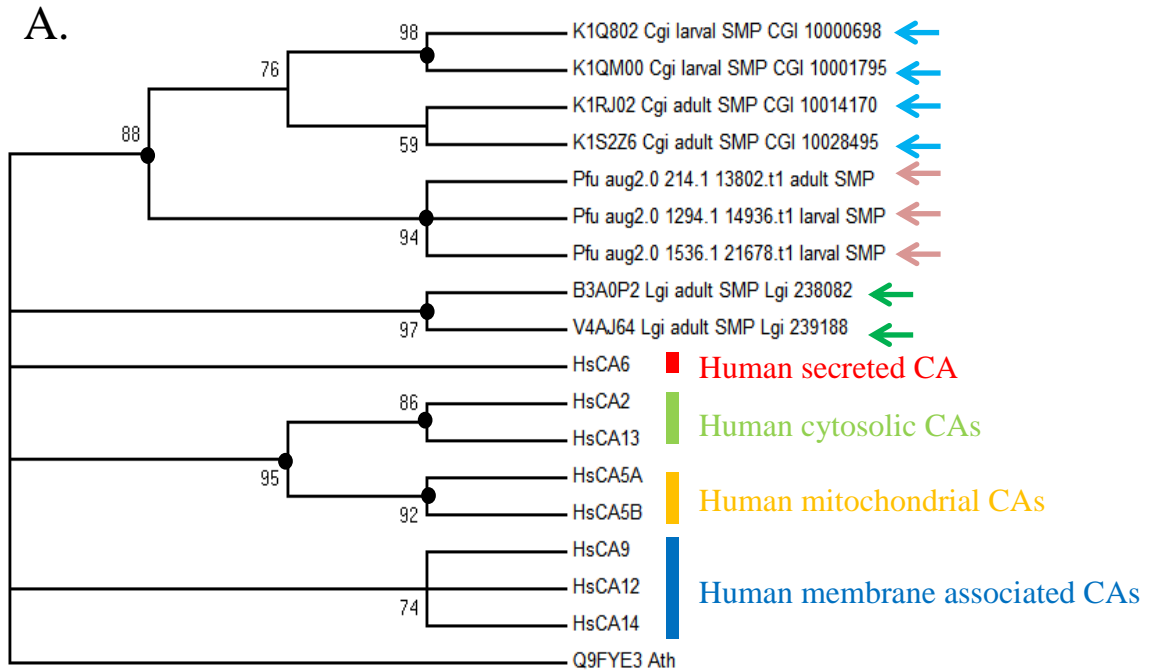 A.
98
K1Q802 Cgi larval SMP CGI 10000698
76
K1QM00 Cgi larval SMP CGI 10001795
K1RJ02 Cgi adult SMP CGI 10014170
88
59
K1S2Z6 Cgi adult SMP CGI 10028495
Pfu aug2.0 214.1 13802.t1 adult SMP
Pfu aug2.0 1294.1 14936.t1 larval SMP
94
Pfu aug2.0 1536.1 21678.t1 larval SMP
B3A0P2 Lgi adult SMP Lgi 238082
97
V4AJ64 Lgi adult SMP Lgi 239188
HsCA6
Human secreted CA
86
HsCA2
Human cytosolic CAs
HsCA13
95
HsCA5A
Human mitochondrial CAs
92
HsCA5B
HsCA9
HsCA12
Human membrane associated CAs
74
HsCA14
Q9FYE3 Ath